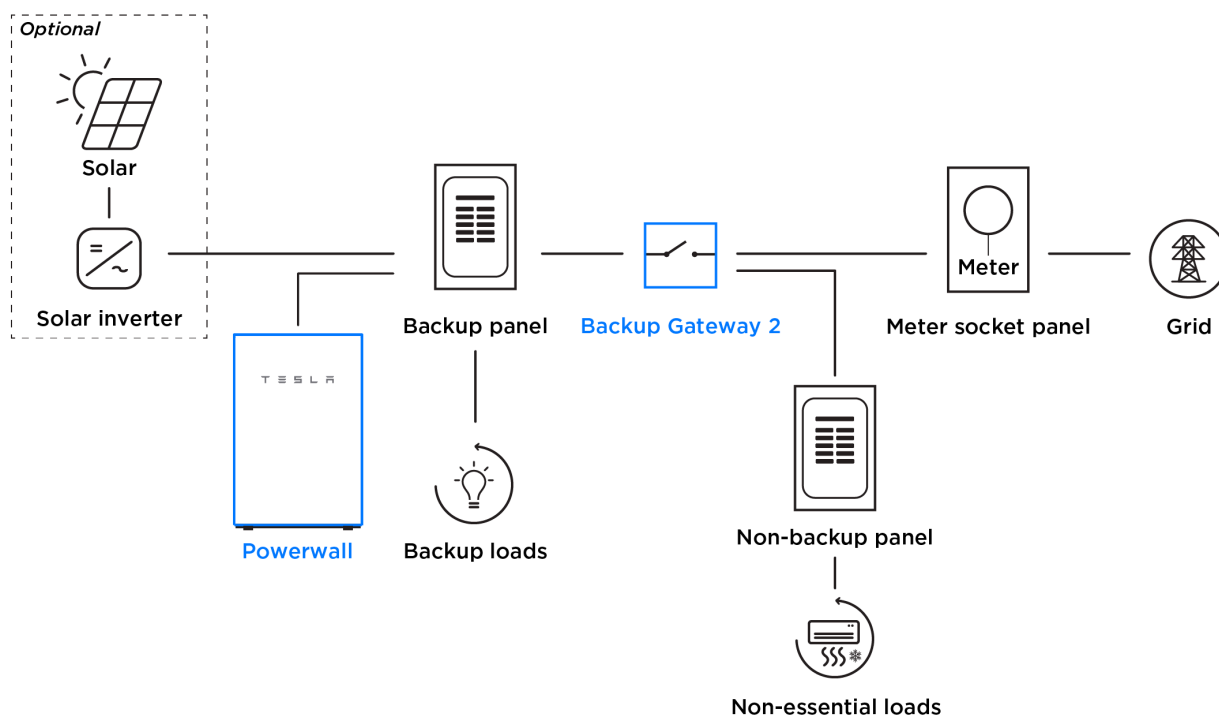 Optional
Solar
Solar inverter
TESLA
Powerwall
Backup panel
Backup loads
Backup Gateway 2
Meter
Meter socket panel
Grid
Non-backup panel
Non-essential loads